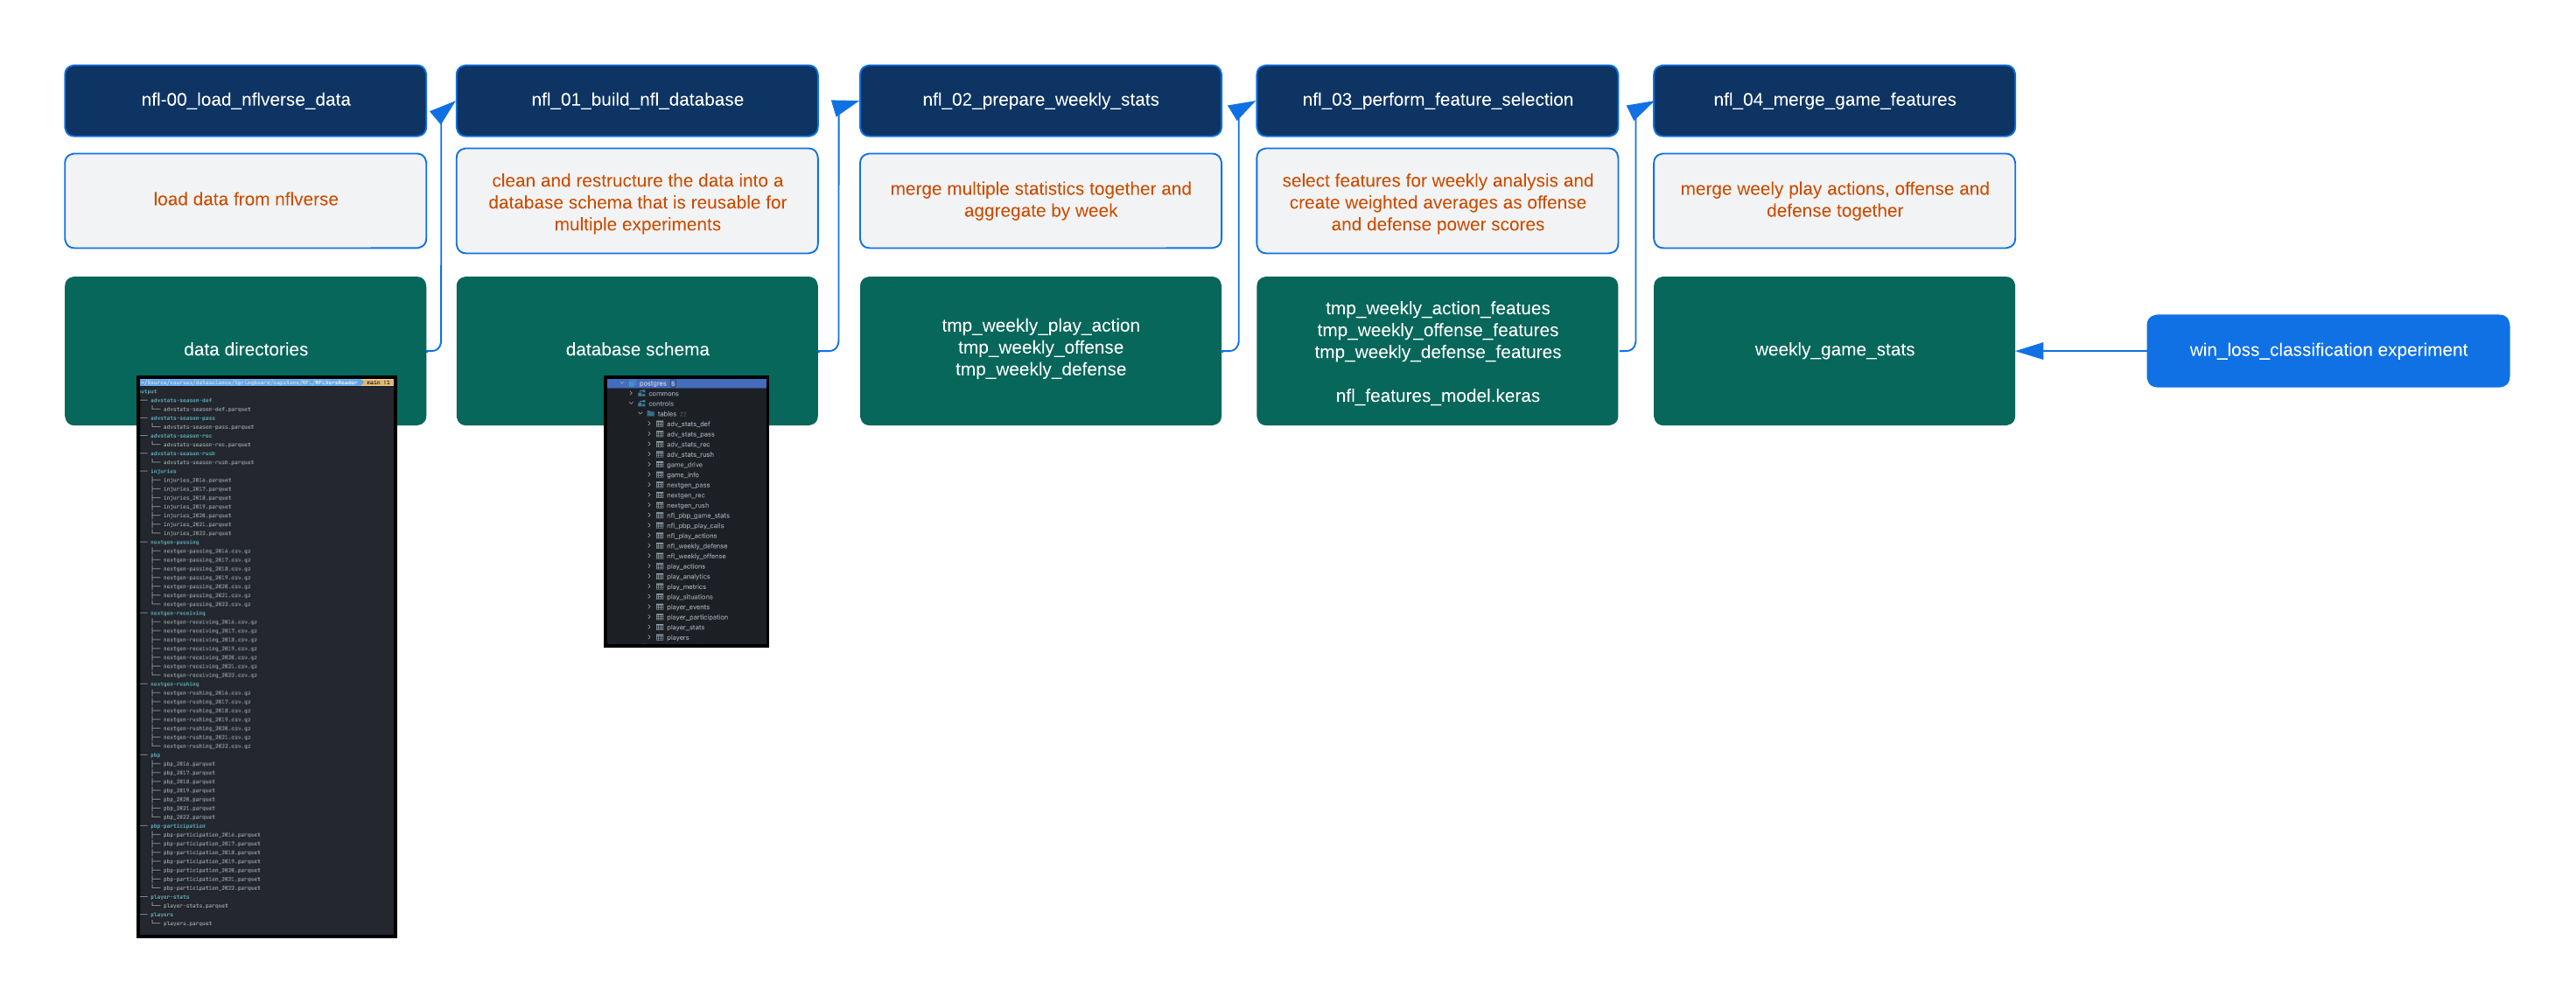 nfl-00_load_nflverse_data
load data from nflverse
data directories
nfl_01_build_nfl_database
clean and restructure the data into a
database schema that is reusable for
multiple experiments
database schema
nfl_02_prepare_weekly_stats
merge multiple statistics together and
aggregate by week
tmp_weekly_play_action
tmp_weekly_offense
tmp_weekly_defense
nfl_03_perform_feature_selection
select features for weekly analysis and
create weighted averages as offense
and defense power scores
tmp_weekly_action_featues
tmp_weekly_offense_features
tmp_weekly_defense_features
nfl_features_model.keras
nfl_04_merge_game_features
merge weely play actions, offense and
defense together
weekly_game_stats
win_loss_classification experiment
main !1
utput
advstats-season-def
advstats-season-def.parquet
advstats-season-pass
advstats-season-pass.parquet
advstats-season-rec
advstats-season-rec.parquet
advstats-season-rush
advstats-season-rush.parquet
injuries
injuries_2016.parquet
injuries_2017.parquet
injuries_2018.parquet
injuries_2019.parquet
injuries_2020.parquet
injuries_2021.parquet
injuries_2022.parquet
nextgen-passing
nextgen-passing_2016.csv.gz
nextgen-passing_2017.csv.gz
nextgen-passing_2018.csv.gz
nextgen-passing_2019.csv.gz
nextgen-passing_2020.csv.gz
nextgen-passing_2021.csv.gz
nextgen-passing_2022.csv.gz
nextgen-receiving
nextgen-receiving_2016.csv.gz
nextgen-receiving_2017.csv.gz
nextgen-receiving_2018.csv.gz
nextgen-receiving_2019.csv.gz
nextgen-receiving_2020.csv.gz
nextgen-receiving_2021.csv.gz
nextgen-receiving_2022.csv.gz
nextgen-rushing
nextgen-rushing_2016.csv.gz
nextgen-rushing_2017.csv.gz
nextgen-rushing_2018.csv.gz
nextgen-rushing_2019.csv.gz
nextgen-rushing_2020.csv.gz
nextgen-rushing_2021.csv.gz
nextgen-rushing_2022.csv.gz
pbp
pbp_2016.parquet
pbp_2017.parquet
pbp_2018.parquet
pbp_2019.parquet
pbp_2020.parquet
pbp_2021.parquet
pbp_2022.parquet
pbp-participation
pbp-participation_2016.parquet
pbp-participation_2017.parquet
pbp-participation_2018.parquet
pbp-participation_2019.parquet
pbp-participation_2020.parquet
pbp-participation_2021.parquet
pbp-participation_2022.parquet
player-stats
player-stats.parquet
players
players.parquet
postgres 6
commons
controls
tables 22
adv_stats_def
adv_stats_pass
adv_stats_rec
adv_stats_rush
game_drive
game_info
nextgen_pass
nextgen_rec
nextgen_rush
nfl_pbp_game_stats
nfl_pbp_play_calls
nfl_play_actions
nfl_weekly_defense
nfl_weekly_offense
play_actions
play_analytics
play_metrics
play_situations
player_events
player_participation
player_stats
players